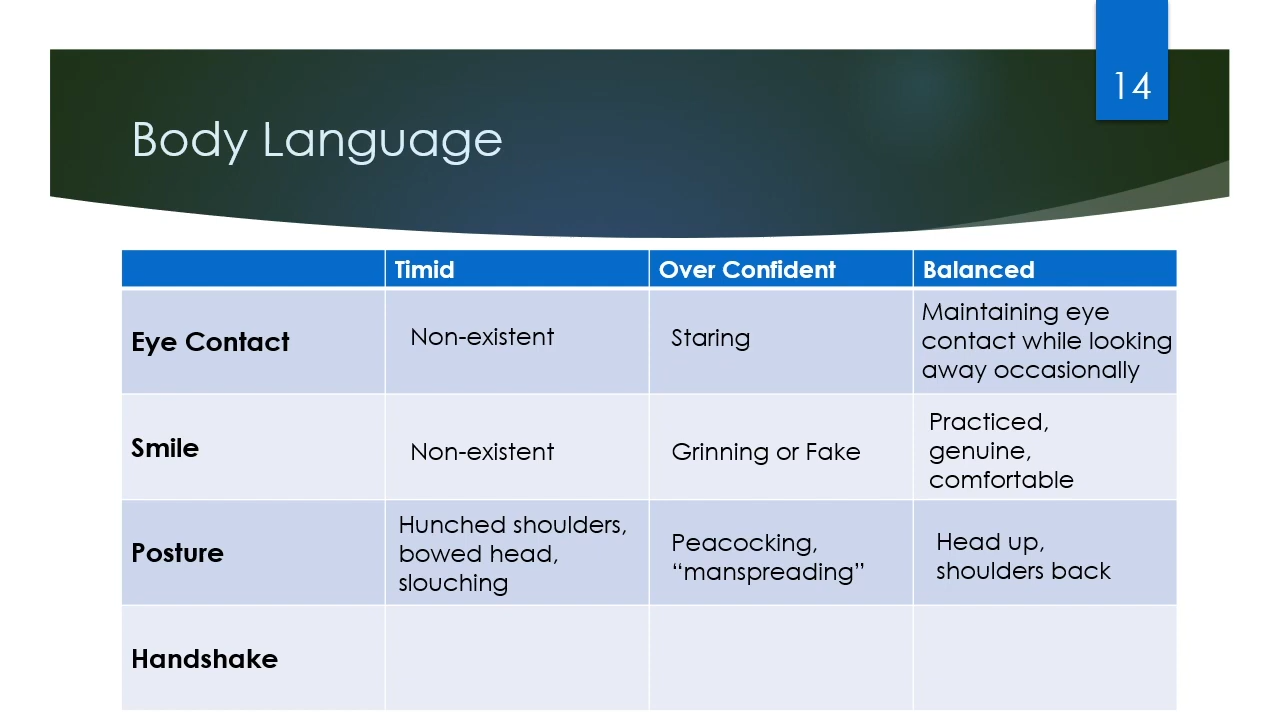 14
Body Language
Timid Over Confident Balanced
Eye Contact
Non-existent
Staring
Maintaining eye
contact while looking
away occasionally
Smile
Non-existent
Grinning or Fake
Practiced,
genuine,
comfortable
Posture
Hunched shoulders,
bowed head,
slouching
Peacocking,
“manspreading”
Head up,
shoulders back
Handshake